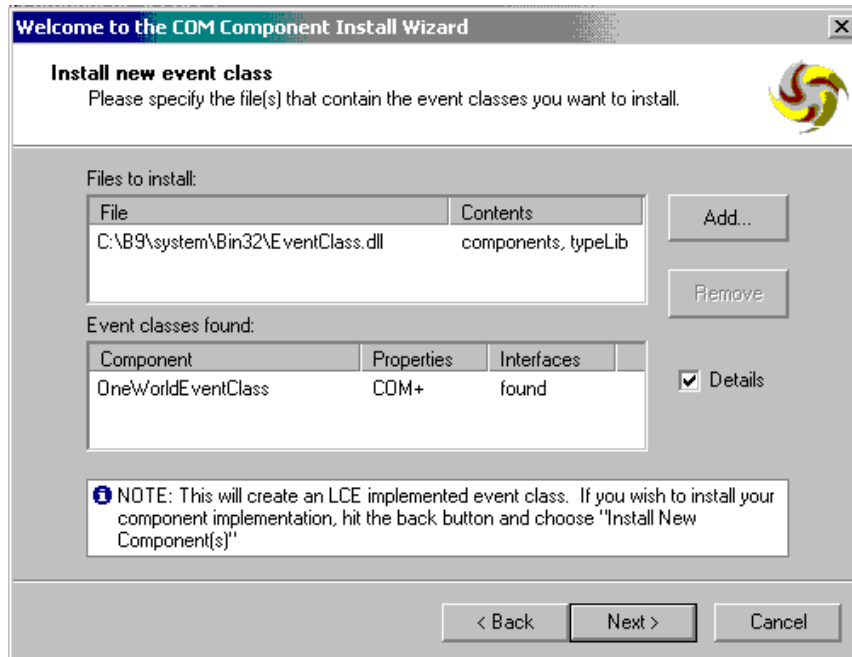 Welcome to the COM Component Install Wizard
Install new event class
Please specify the file(s) that contain the event classes you want to install.
Files to install:
File Contents
C:\B9\system\Bin32\EventClass.dll components, typeLib
Add...
Remove
Event classes found:
Component Properties Interfaces
OneWorldEventClass COM+ found
Details
NOTE: This will create an LCE implemented event class. If you wish to install your
component implementation, hit the back button and choose "Install New
Component(s)"
< Back Next > Cancel